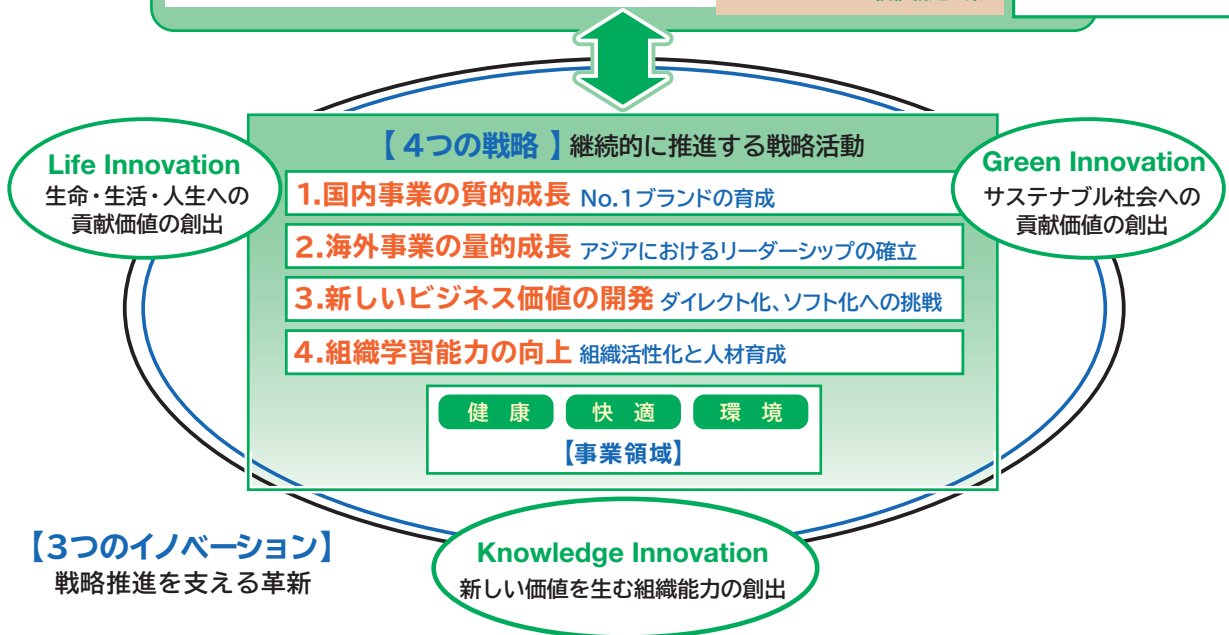 【4つの戦略】継続的に推進する戦略活動
Life Innovation
生命・生活・人生への
貢献価値の創出
Green Innovation
サステナブル社会への
貢献価値の創出
1.国内事業の質的成長 No.1ブランドの育成
2.海外事業の量的成長 アジアにおけるリーダーシップの確立
3.新しいビジネス価値の開発 ダイレクト化、ソフト化への挑戦
4.組織学習能力の向上 組織活性化と人材育成
健康 快適 環境
【事業領域】
【3つのイノベーション】
戦略推進を支える革新
Knowledge Innovation
新しい価値を生む組織能力の創出